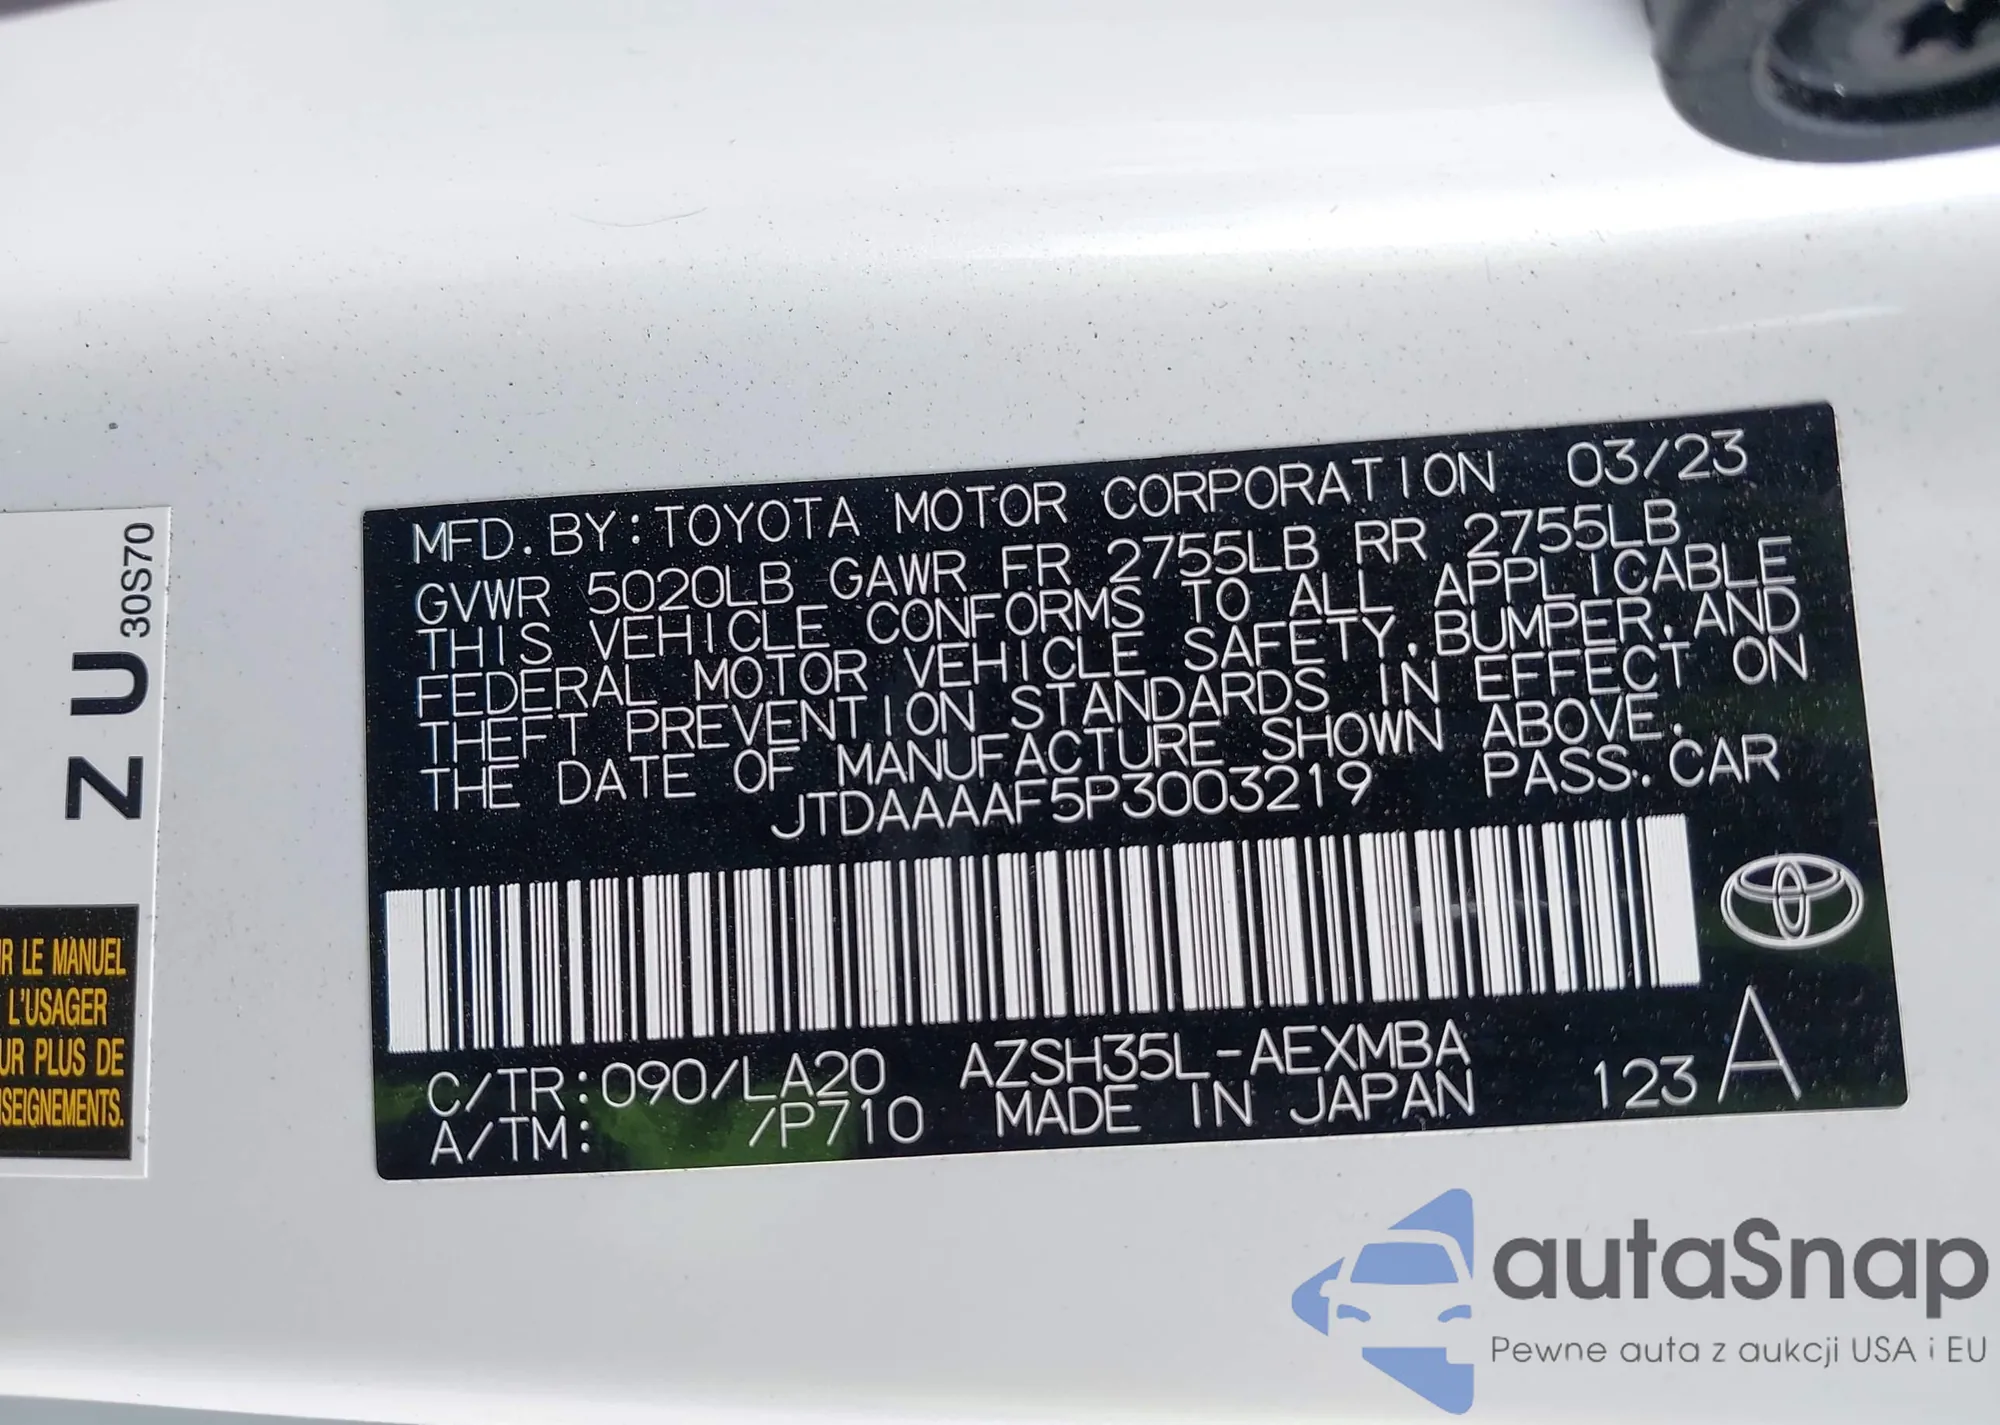 MFD.BY:TOYOTA MOTOR CORPORATION 03/23
GVWR 5020LB GAWR FR 2755LB RR 2755LB
THIS VEHICLE CONFORMS TO ALL APPLICABLE
FEDERAL MOTOR VEHICLE SAFETY,BUMPER,AND
THEFT PREVENTION STANDARDS IN EFFECT ON
THE DATE OF MANUFACTURE SHOWN ABOVE.
JTDAAAAF5P3003219 PASS.CAR
C/TR:090/LA20 AZSH35L-AEXMBA
A/TM: /P710 MADE IN JAPAN 123 A
Z U 30S70
R LE MANUEL
L'USAGER
UR PLUS DE
SEIGNEMENTS.
autaSnap
Pewne auta z aukcji USA i EU